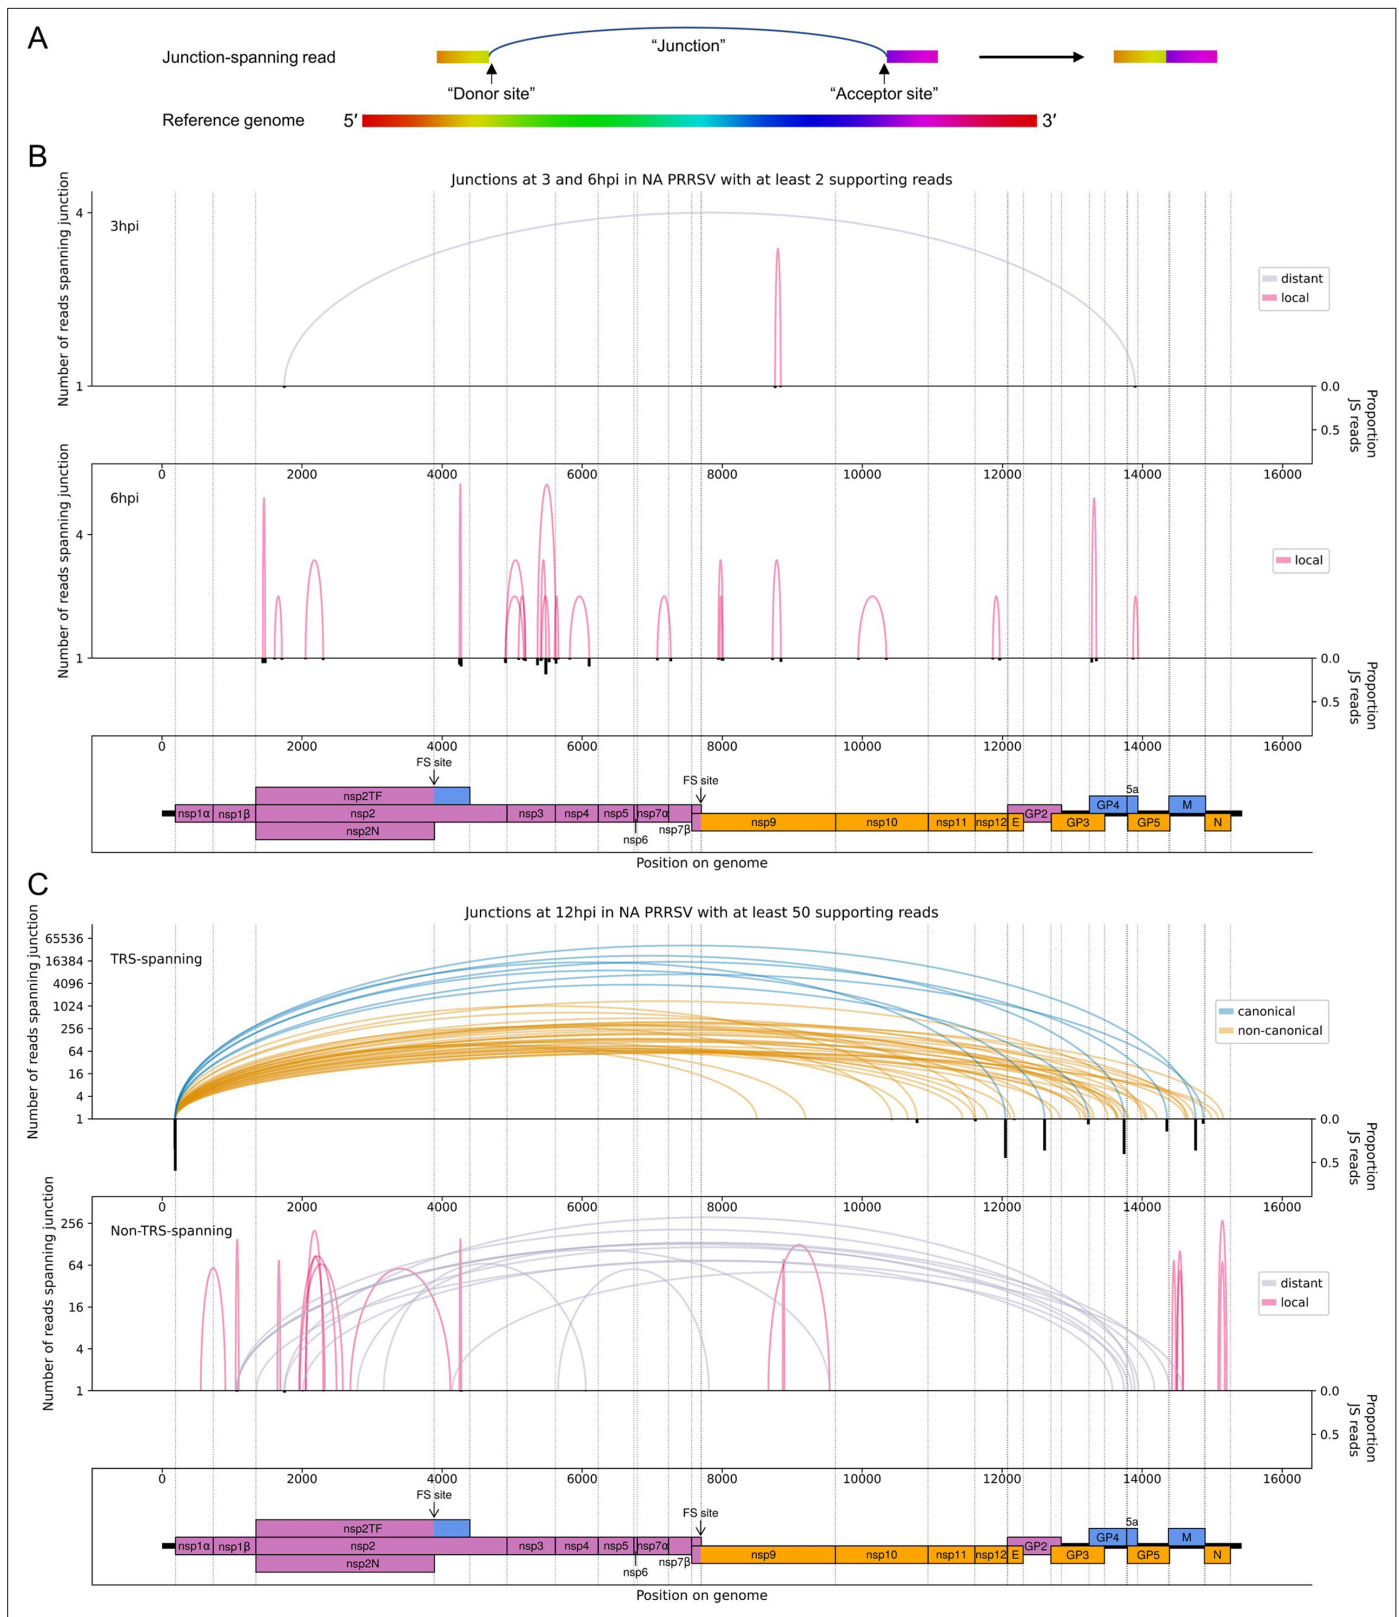 A
Junction-spanning read
“Junction”
“Donor site”
“Acceptor site”
Reference genome
5′
3′
B
Junctions at 3 and 6hpi in NA PRRSV with at least 2 supporting reads
Number of reads spanning junction
4
1
3hpi
distant
local
0.0
0.5
Proportion
JS reads
0 2000 4000 6000 8000 10000 12000 14000 16000
Number of reads spanning junction
4
1
6hpi
local
0.0
0.5
Proportion
JS reads
0 2000 4000 6000 8000 10000 12000 14000 16000
FS site
FS site
nsp2TF
5a
GP4
M
nsp1α nsp1β nsp2 nsp3 nsp4 nsp5 nsp7α
GP2
nsp2N
nsp6
nsp7β
nsp9 nsp10 nsp11 nsp12 E GP3 GP5 N
Position on genome
C
Junctions at 12hpi in NA PRRSV with at least 50 supporting reads
Number of reads spanning junction
65536
16384
4096
1024
256
64
16
4
1
TRS-spanning
canonical
non-canonical
0.0
0.5
Proportion
JS reads
0 2000 4000 6000 8000 10000 12000 14000 16000
Number of reads spanning junction
256
64
16
4
1
Non-TRS-spanning
distant
local
0.0
0.5
Proportion
JS reads
0 2000 4000 6000 8000 10000 12000 14000 16000
FS site
FS site
nsp2TF
5a
GP4
M
nsp1α nsp1β nsp2 nsp3 nsp4 nsp5 nsp7α
GP2
nsp2N
nsp6
nsp7β
nsp9 nsp10 nsp11 nsp12 E GP3 GP5 N
Position on genome